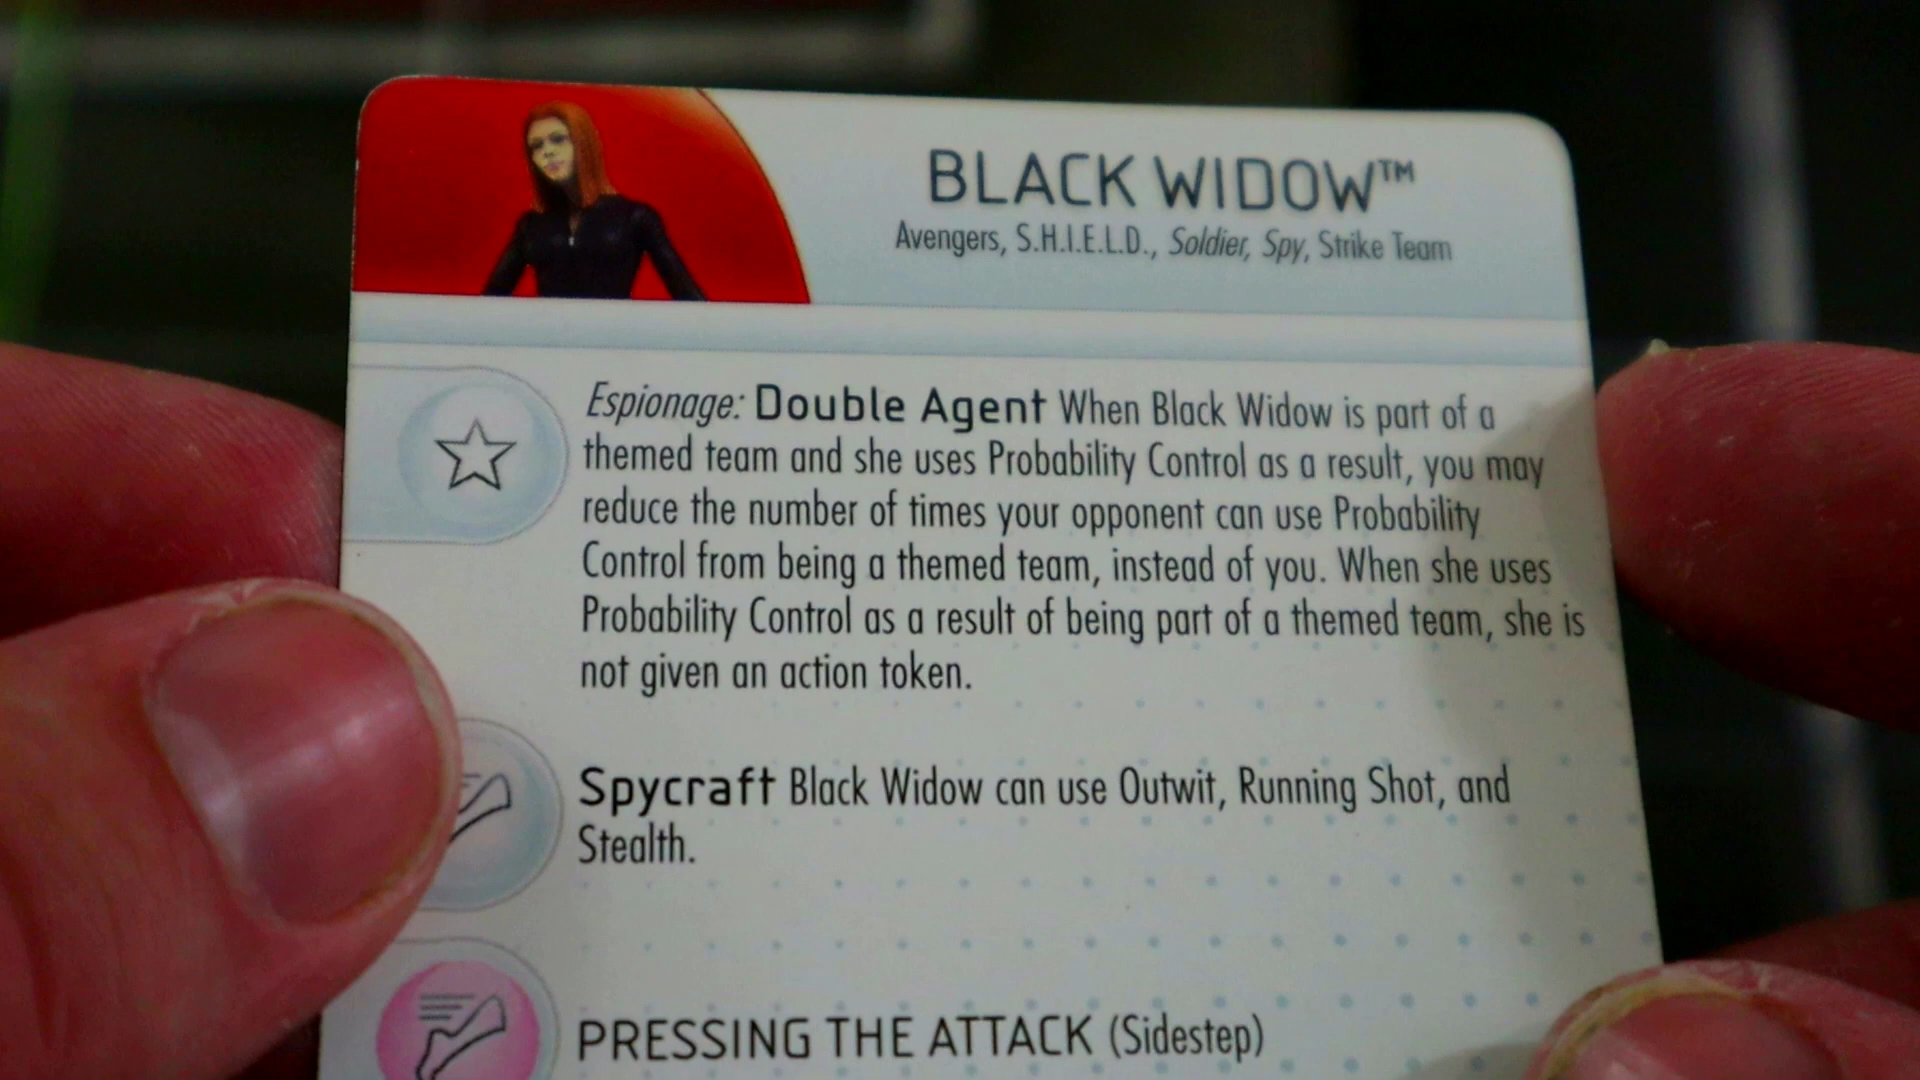 BLACK WIDOW™
Avengers, S.H.I.E.L.D., Soldier, Spy, Strike Team
Espionage: Double Agent When Black Widow is part of a
themed team and she uses Probability Control as a result, you may
reduce the number of times your opponent can use Probability
Control from being a themed team, instead of you. When she uses
Probability Control as a result of being part of a themed team, she is
not given an action token.
Spycraft Black Widow can use Outwit, Running Shot, and
Stealth.
PRESSING THE ATTACK (Sidestep)